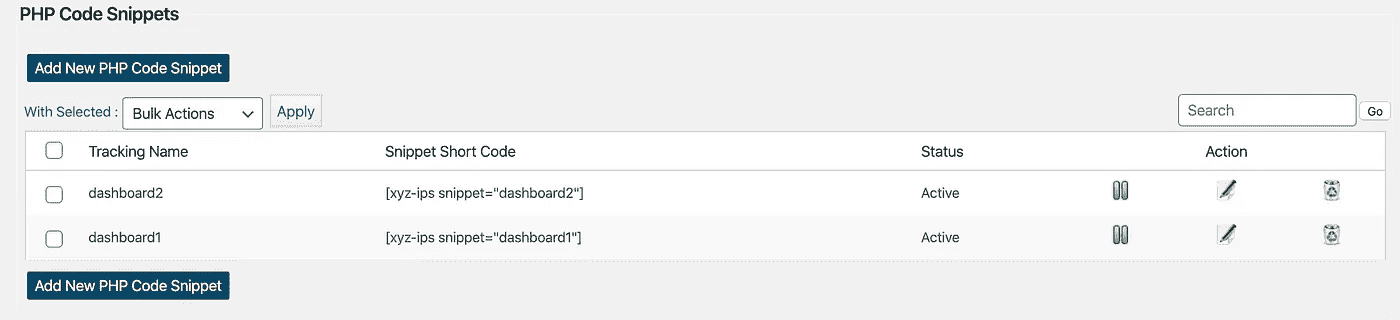 PHP Code Snippets
Add New PHP Code Snippet
With Selected : Bulk Actions Apply Search Go
Tracking Name Snippet Short Code Status Action
dashboard2 [xyz-ips snippet="dashboard2"] Active
dashboard1 [xyz-ips snippet="dashboard1"] Active
Add New PHP Code Snippet